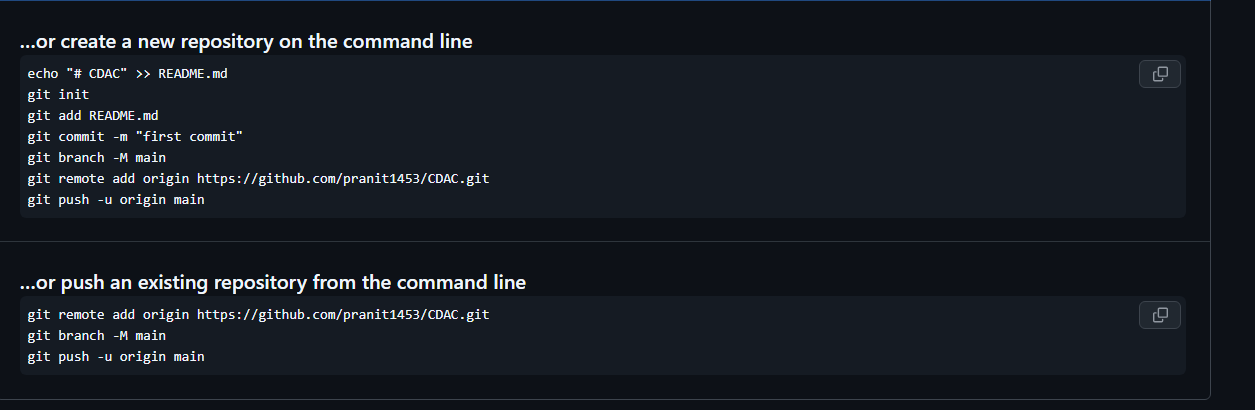 ...or create a new repository on the command line
echo "# CDAC" >> README.md
git init
git add README.md
git commit -m "first commit"
git branch -M main
git remote add origin https://github.com/pranit1453/CDAC.git
git push -u origin main
...or push an existing repository from the command line
git remote add origin https://github.com/pranit1453/CDAC.git
git branch -M main
git push -u origin main